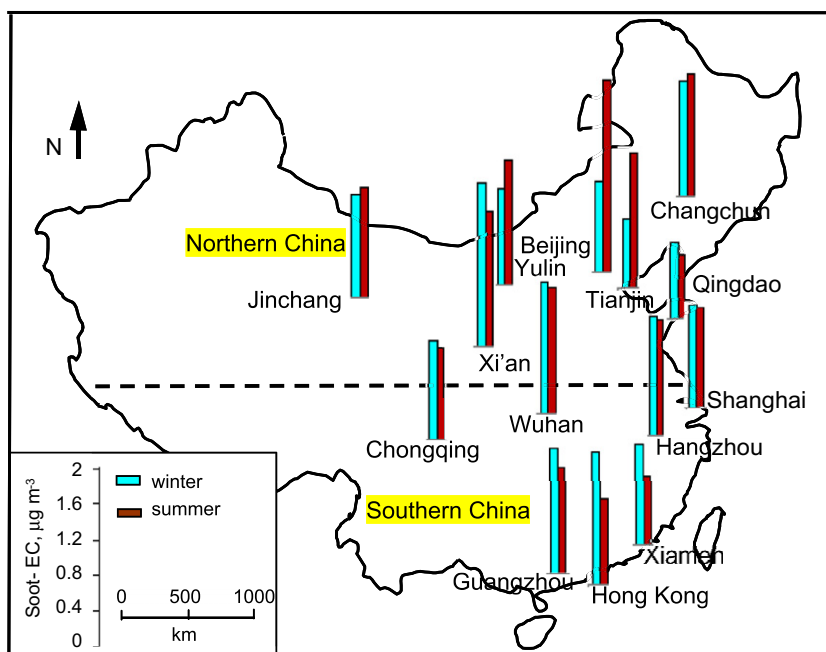 N
Changchun
Northern China
Beijing
Yulin
Qingdao
Jinchang
Tianjin
Xi'an
Shanghai
Wuhan
Hangzhou
Chongqing
Southern China
Xiamen
Guangzhou
Hong Kong
Soot- EC, μg m-3
2
1.6
1.2
0.8
0.4
0
winter
summer
0 500 1000
km